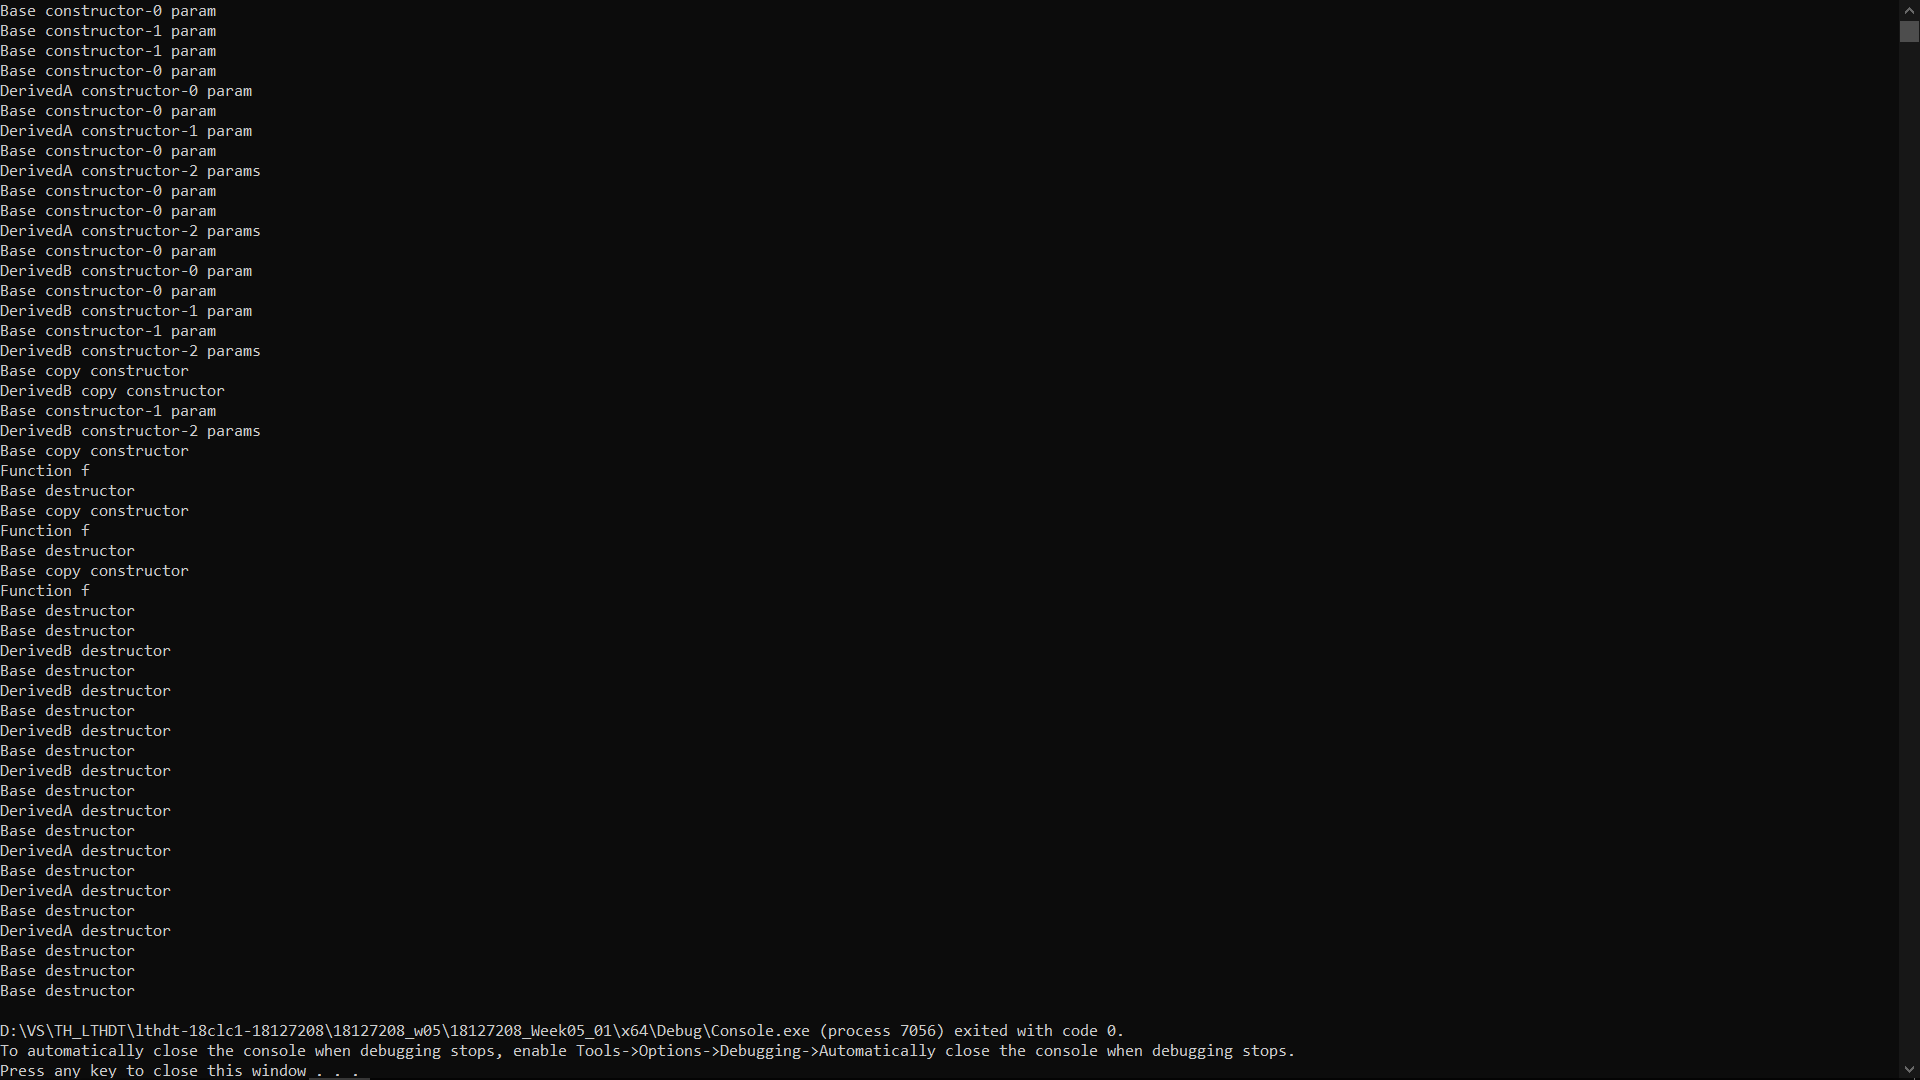 Base constructor-0 param
Base constructor-1 param
Base constructor-1 param
Base constructor-0 param
DerivedA constructor-0 param
Base constructor-0 param
DerivedA constructor-1 param
Base constructor-0 param
DerivedA constructor-2 params
Base constructor-0 param
Base constructor-0 param
DerivedA constructor-2 params
Base constructor-0 param
DerivedB constructor-0 param
Base constructor-0 param
DerivedB constructor-1 param
Base constructor-1 param
DerivedB constructor-2 params
Base copy constructor
DerivedB copy constructor
Base constructor-1 param
DerivedB constructor-2 params
Base copy constructor
Function f
Base destructor
Base copy constructor
Function f
Base destructor
Base copy constructor
Function f
Base destructor
Base destructor
DerivedB destructor
Base destructor
DerivedB destructor
Base destructor
DerivedB destructor
Base destructor
DerivedB destructor
Base destructor
DerivedA destructor
Base destructor
DerivedA destructor
Base destructor
DerivedA destructor
Base destructor
DerivedA destructor
Base destructor
Base destructor
Base destructor
D:\VS\TH_LTHDT\lthdt-18clc1-18127208\18127208_w05\18127208_Week05_01\x64\Debug\Console.exe (process 7056) exited with code 0.
To automatically close the console when debugging stops, enable Tools->Options->Debugging->Automatically close the console when debugging stops.
Press any key to close this window . . .